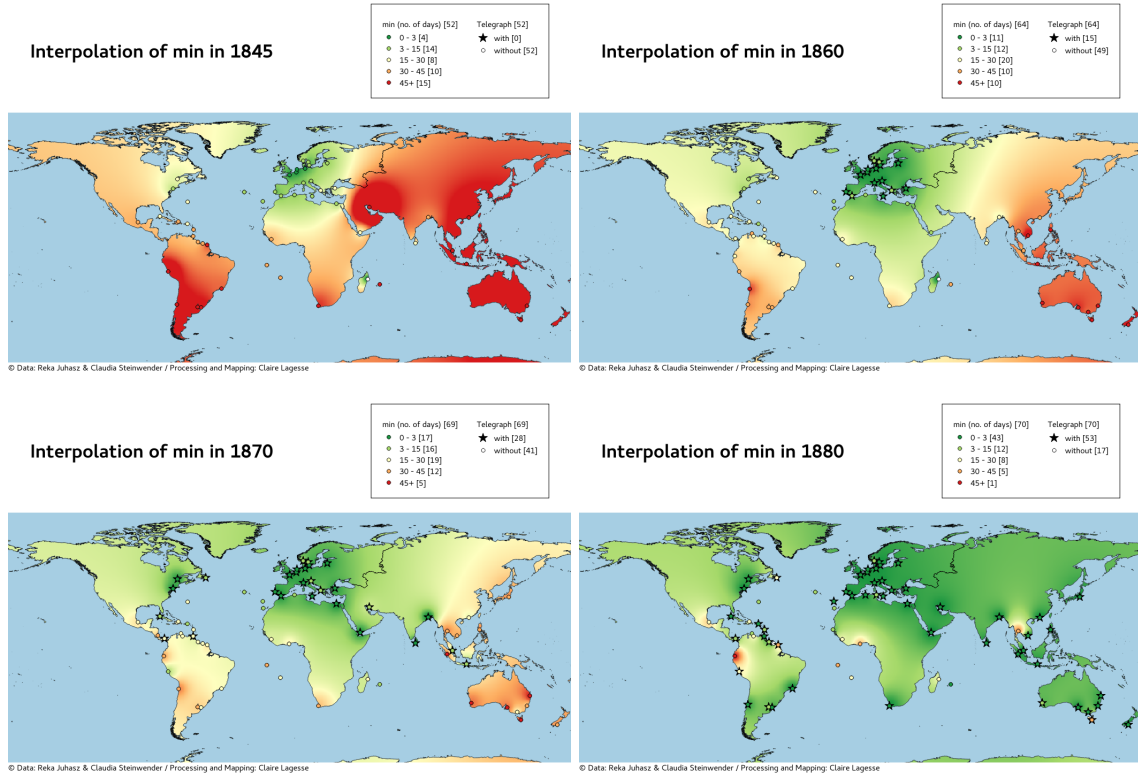 Interpolation of min in 1845
min (no. of days) [52]
0 - 3 [4]
3 - 15 [14]
15 - 30 [8]
30 - 45 [10]
45+ [15]
Telegraph [52]
with [0]
without [52]
© Data: Reka Juhasz & Claudia Steinwender / Processing and Mapping: Claire Lagesse
Interpolation of min in 1860
min (no. of days) [64]
0 - 3 [11]
3 - 15 [12]
15 - 30 [20]
30 - 45 [10]
45+ [10]
Telegraph [64]
with [15]
without [49]
© Data: Reka Juhasz & Claudia Steinwender / Processing and Mapping: Claire Lagesse
Interpolation of min in 1870
min (no. of days) [69]
0 - 3 [17]
3 - 15 [16]
15 - 30 [19]
30 - 45 [12]
45+ [5]
Telegraph [69]
with [28]
without [41]
© Data: Reka Juhasz & Claudia Steinwender / Processing and Mapping: Claire Lagesse
Interpolation of min in 1880
min (no. of days) [70]
0 - 3 [43]
3 - 15 [12]
15 - 30 [8]
30 - 45 [5]
45+ [1]
Telegraph [70]
with [53]
without [17]
© Data: Reka Juhasz & Claudia Steinwender / Processing and Mapping: Claire Lagesse